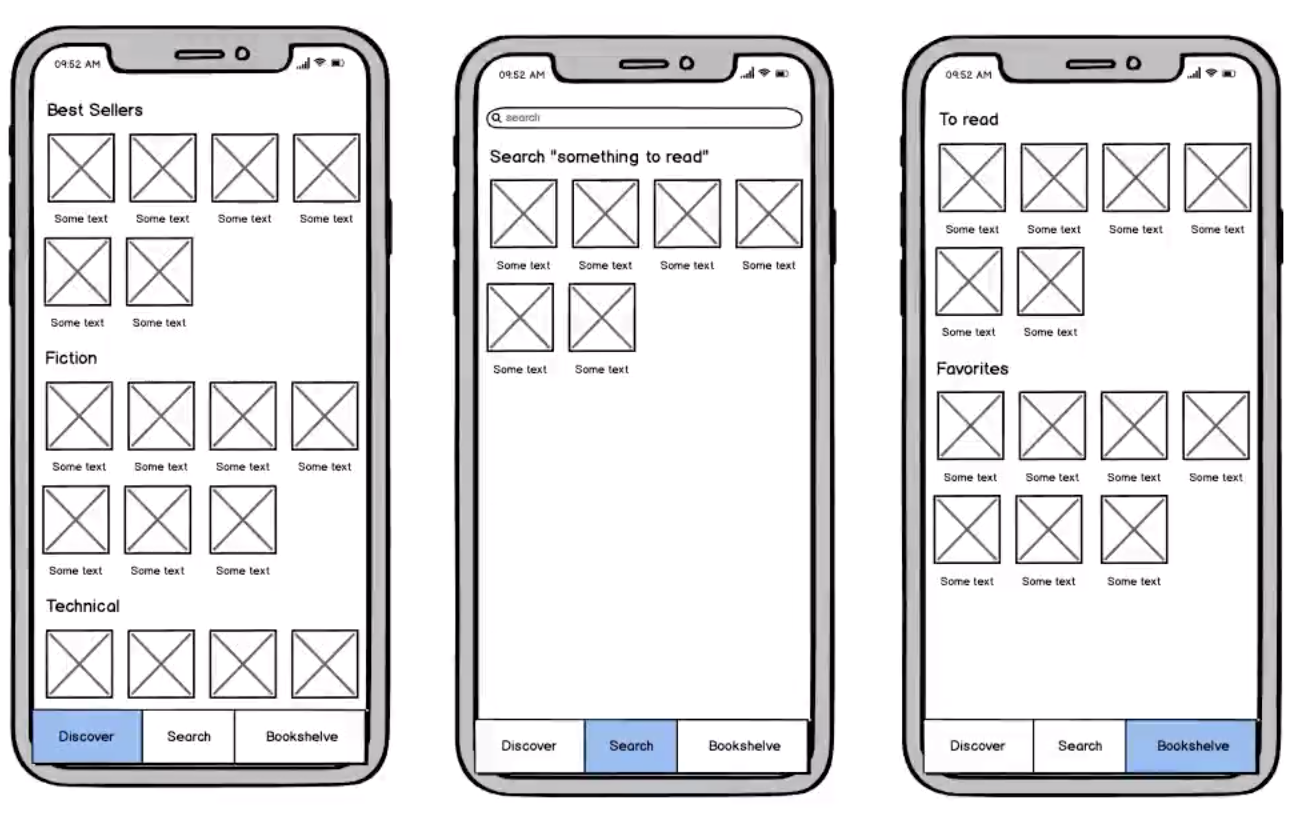 09:52 AM
Best Sellers
Some text Some text Some text Some text
Some text Some text
Fiction
Some text Some text Some text Some text
Some text Some text Some text
Technical
Discover Search Bookshelve
09:52 AM
search
Search "something to read"
Some text Some text Some text Some text
Some text Some text
Discover Search Bookshelve
09:52 AM
To read
Some text Some text Some text Some text
Some text Some text
Favorites
Some text Some text Some text Some text
Some text Some text Some text
Discover Search Bookshelve